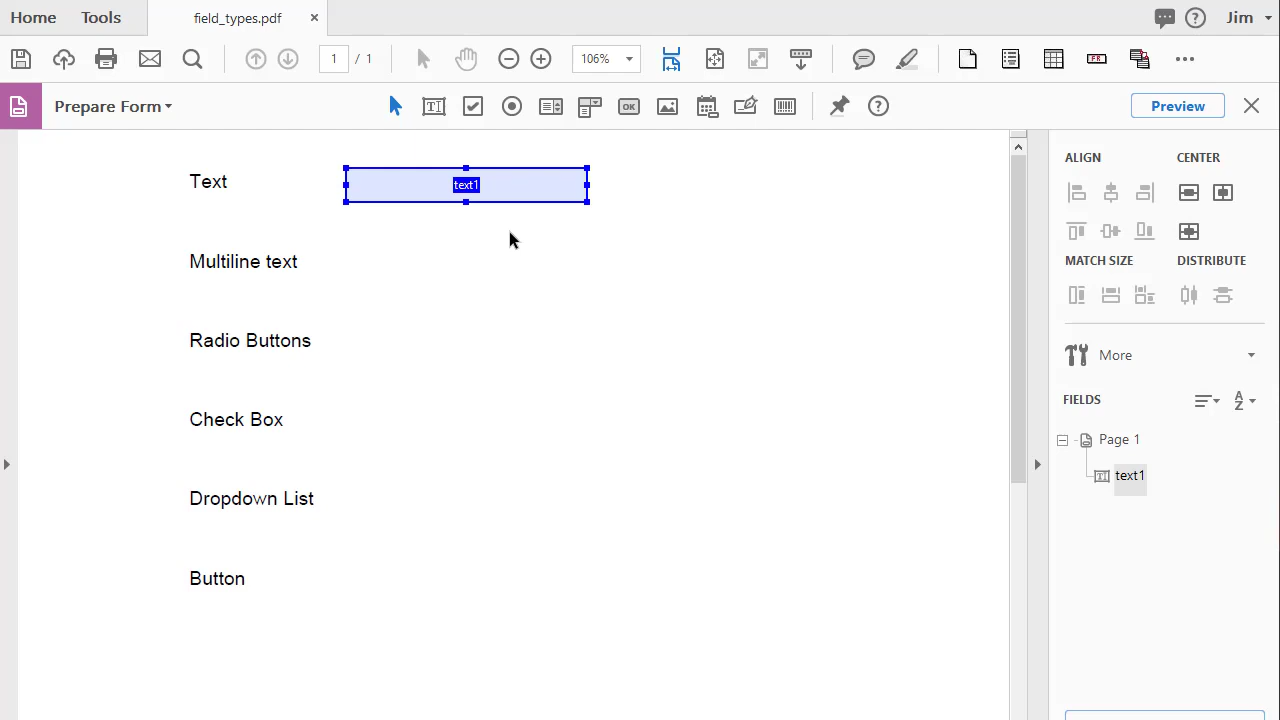 Home Tools field_types.pdf × Jim
1 / 1 106%
Prepare Form OK Preview
ALIGN CENTER
Text text1
MATCH SIZE DISTRIBUTE
Multiline text
Radio Buttons More
FIELDS A Z
Check Box Page 1
text1
Dropdown List
Button